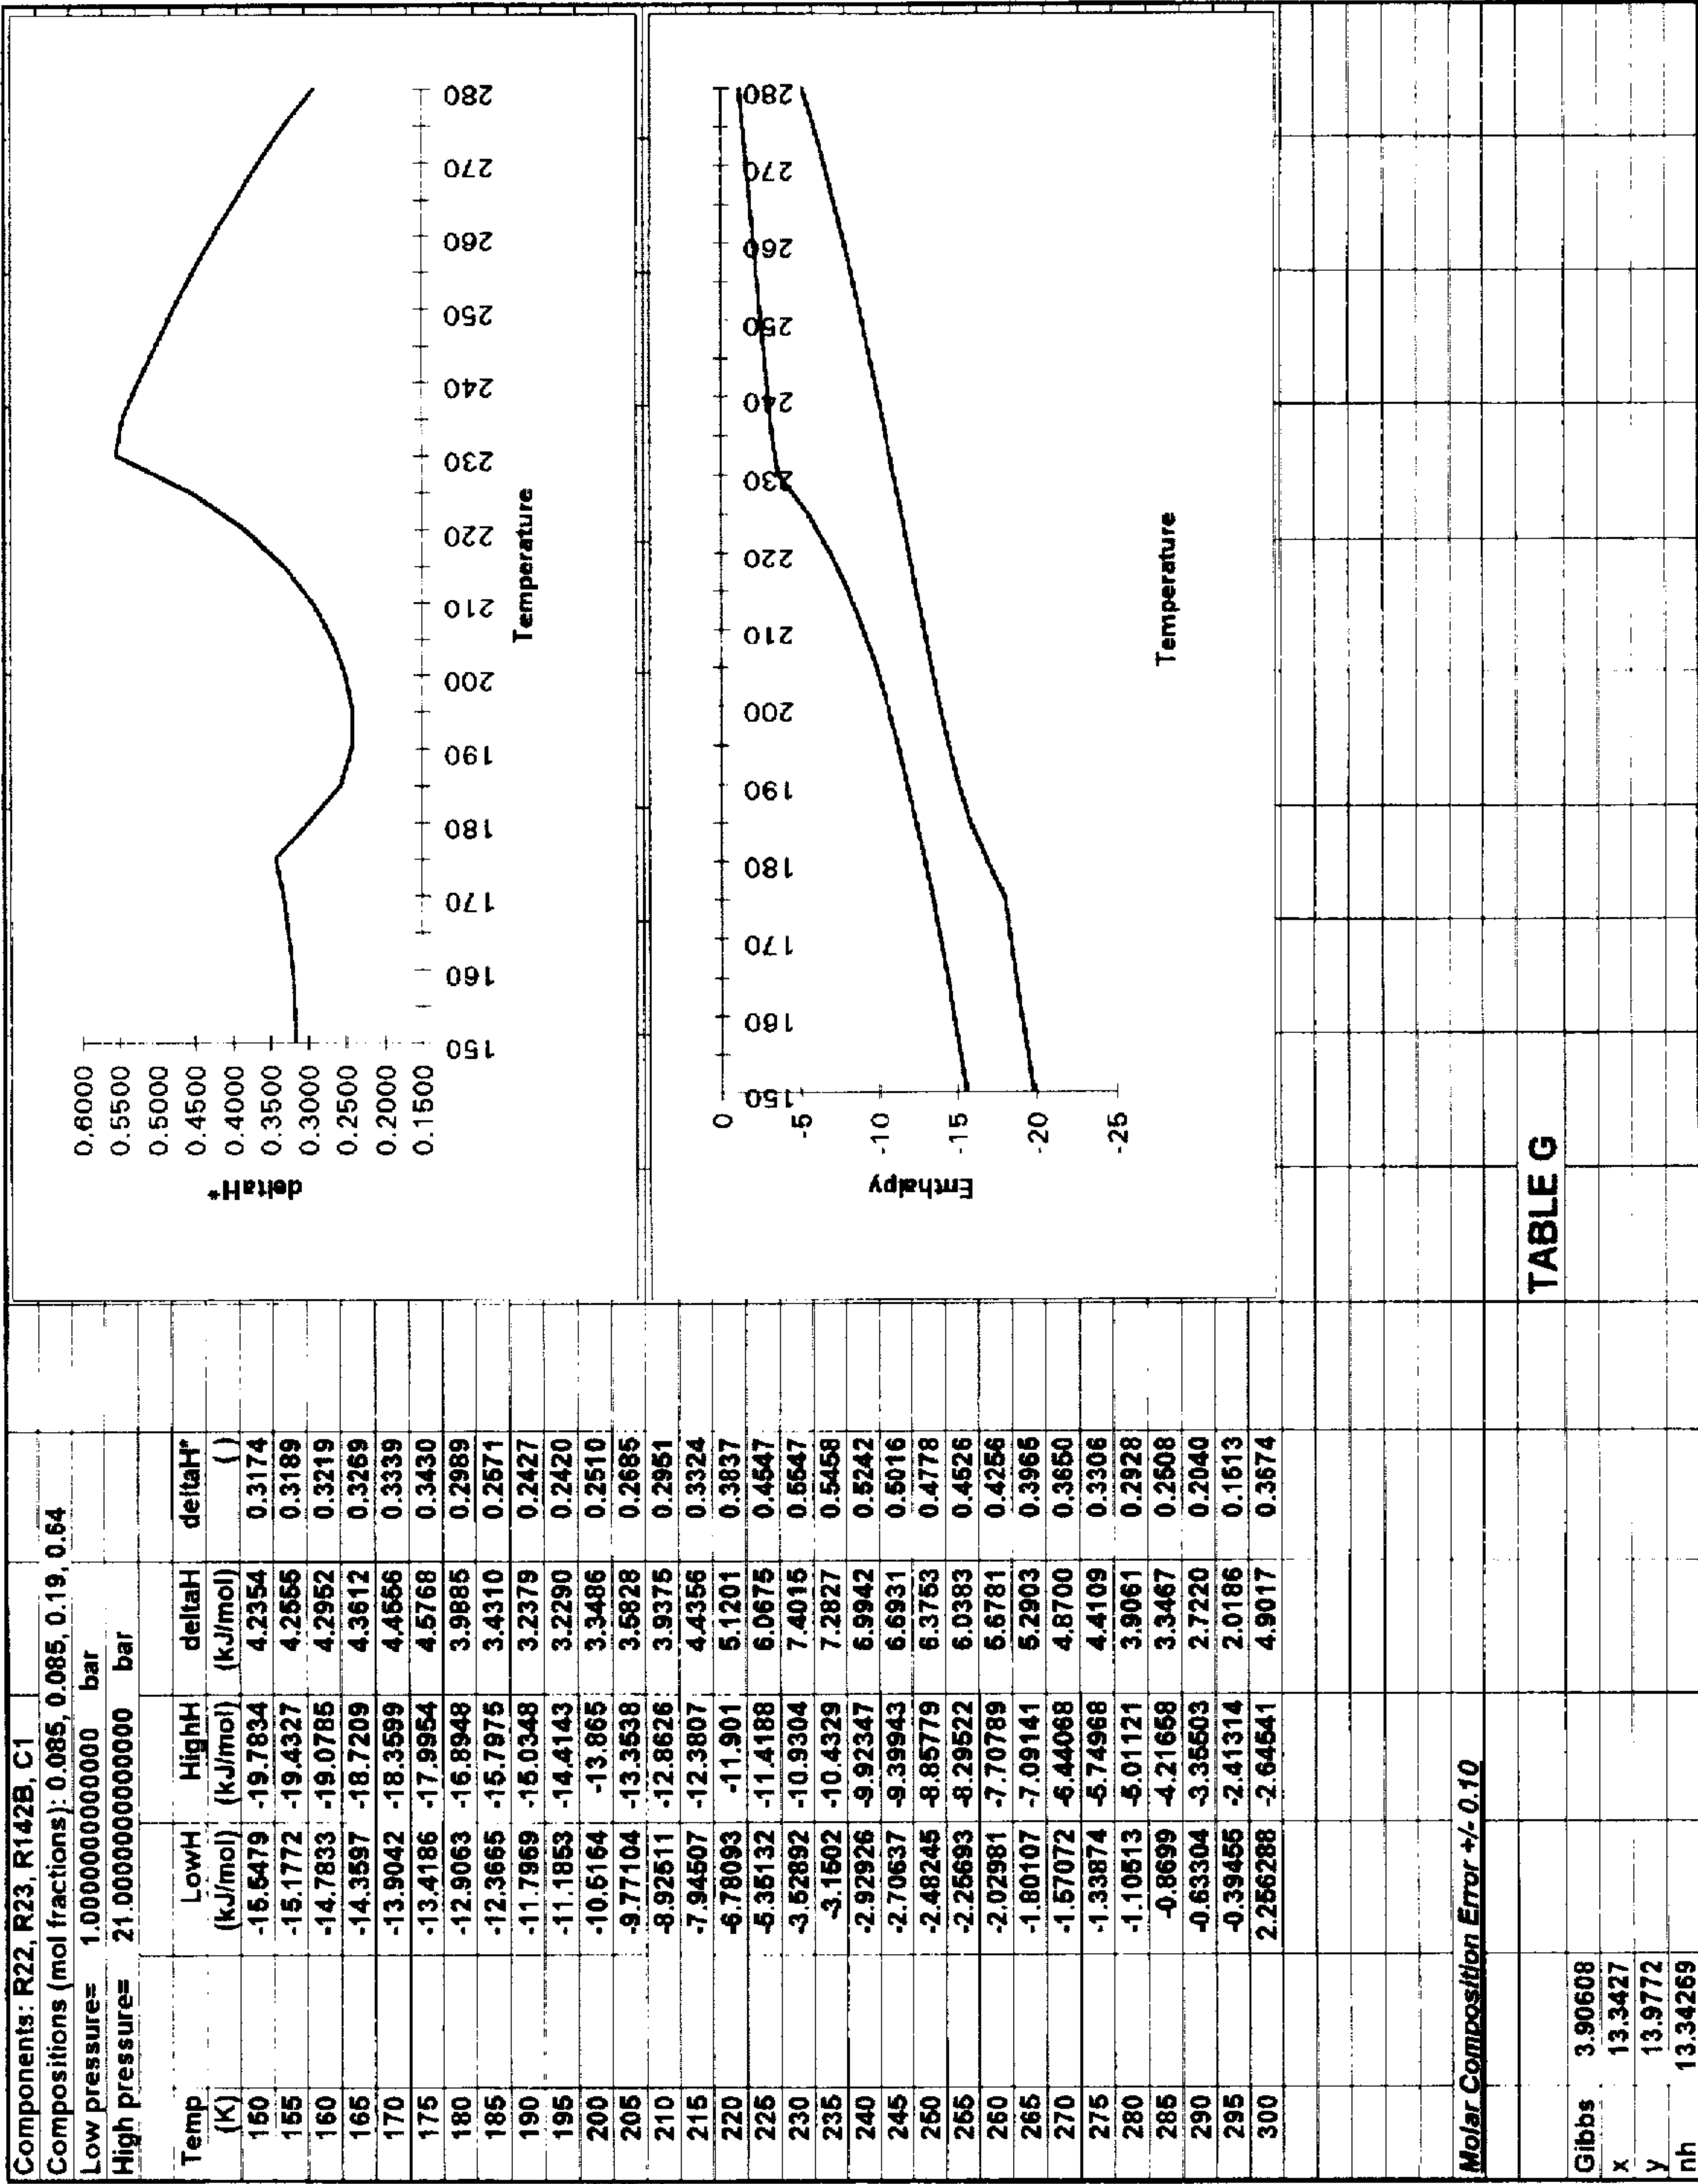 Components: R22, R23, R142B, C1
Compositions (mol fractions): 0.085, 0.085, 0.19, 0.64
Low pressure= 1.00000000000 bar
High pressure= 21.00000000000000 bar
Temp LowH HighH deltaH deltaH*
(K) (kJ/mol) (kJ/mol) (kJ/mol) ( )
150 -15.5479 -19.7834 4.2354 0.3174
155 -15.1772 -19.4327 4.2555 0.3189
160 -14.7833 -19.0785 4.2952 0.3219
165 -14.3597 -18.7209 4.3612 0.3269
170 -13.9042 -18.3599 4.4556 0.3339
175 -13.4186 -17.9954 4.5768 0.3430
180 -12.9063 -16.8948 3.9885 0.2989
185 -12.3665 -15.7975 3.4310 0.2571
190 -11.7969 -15.0348 3.2379 0.2427
195 -11.1853 -14.4143 3.2290 0.2420
200 -10.5164 -13.865 3.3486 0.2510
205 -9.77104 -13.3538 3.5828 0.2685
210 -8.92511 -12.8626 3.9375 0.2951
215 -7.94507 -12.3807 4.4356 0.3324
220 -6.78093 -11.901 5.1201 0.3837
225 -5.35132 -11.4188 6.0675 0.4547
230 -3.52892 -10.9304 7.4015 0.5547
235 -3.1502 -10.4329 7.2827 0.5458
240 -2.92926 -9.92347 6.9942 0.5242
245 -2.70637 -9.39943 6.6931 0.5016
250 -2.48245 -8.85779 6.3753 0.4778
255 -2.25693 -8.29522 6.0383 0.4526
260 -2.02981 -7.70789 5.6781 0.4256
265 -1.80107 -7.09141 5.2903 0.3965
270 -1.57072 -6.44068 4.8700 0.3650
275 -1.33874 -5.74968 4.4109 0.3306
280 -1.10513 -5.01121 3.9061 0.2928
285 -0.8699 -4.21658 3.3467 0.2508
290 -0.63304 -3.35503 2.7220 0.2040
295 -0.39455 -2.41314 2.0186 0.1513
300 2.256288 -2.64541 4.9017 0.3674
Molar Composition Error +/- 0.10
Gibbs 3.90608
x 13.3427
y 13.9772
nh 13.34269
deltaH*
0.6000
0.5500
0.5000
0.4500
0.4000
0.3500
0.3000
0.2500
0.2000
0.1500
150 160 170 180 190 200 210 220 230 240 250 260 270 280
Temperature
Enthalpy
0
-5
-10
-15
-20
-25
150 180 170 180 190 200 210 220 230 240 250 260 270 280
Temperature
TABLE G